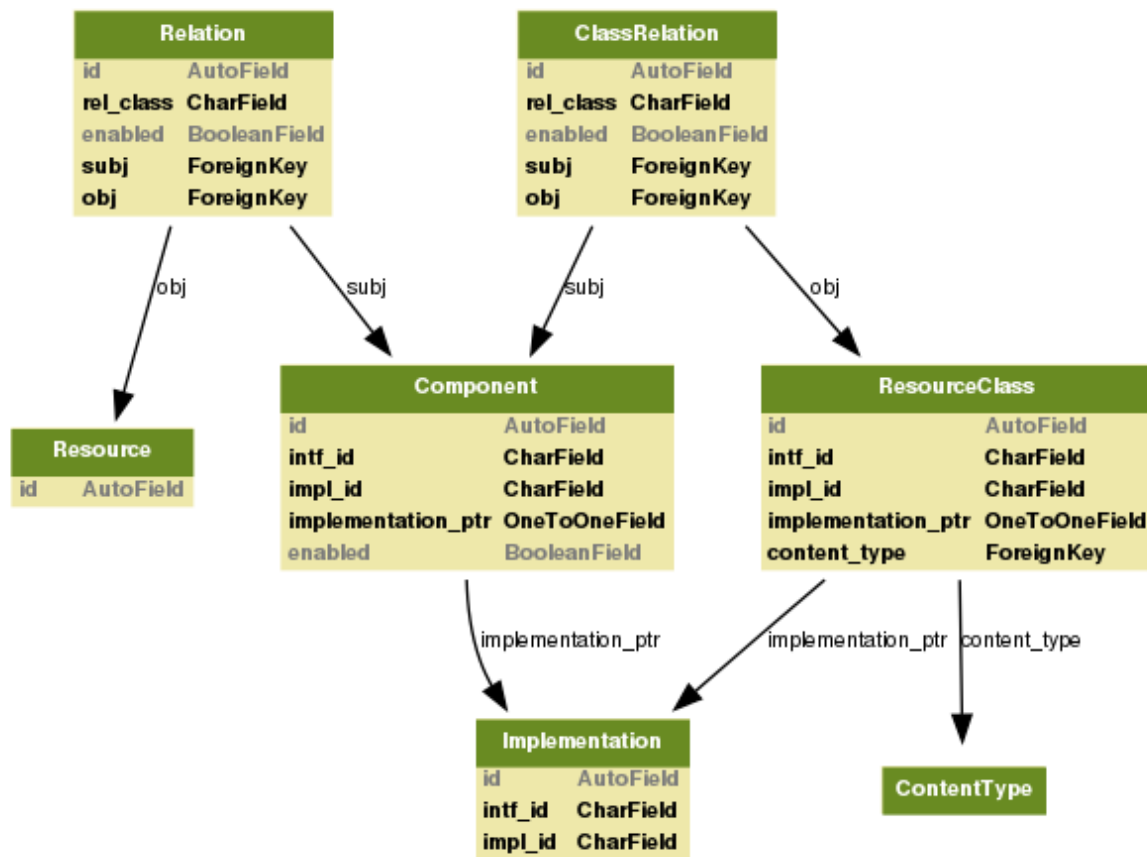 Relation
id AutoField
rel_class CharField
enabled BooleanField
subj ForeignKey
obj ForeignKey
ClassRelation
id AutoField
rel_class CharField
enabled BooleanField
subj ForeignKey
obj ForeignKey
obj
subj
subj
obj
Resource
id AutoField
Component
id AutoField
intf_id CharField
impl_id CharField
implementation_ptr OneToOneField
enabled BooleanField
ResourceClass
id AutoField
intf_id CharField
impl_id CharField
implementation_ptr OneToOneField
content_type ForeignKey
implementation_ptr
implementation_ptr
content_type
Implementation
id AutoField
intf_id CharField
impl_id CharField
ContentType